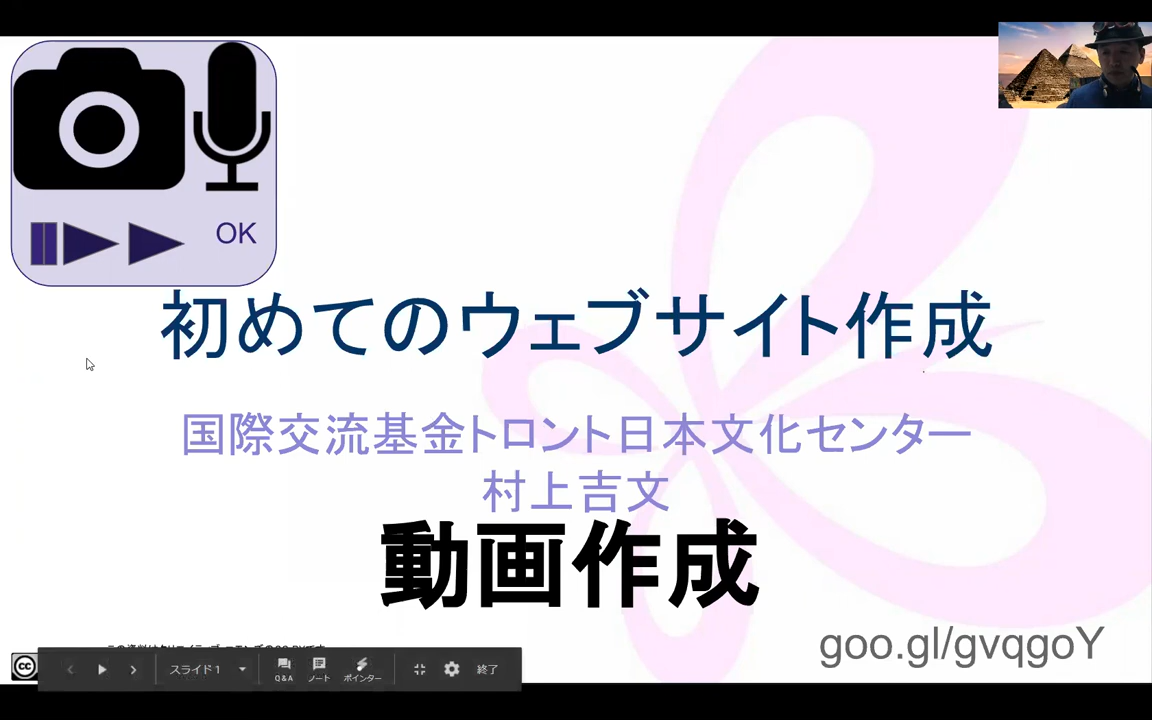 OK
初めてのウェブサイト作成
国際交流基金トロント日本文化センター
村上吉文
動画作成
goo.gl/gvqgoY
cc
スライド 1
Q&A
ノート
ポインター
終了